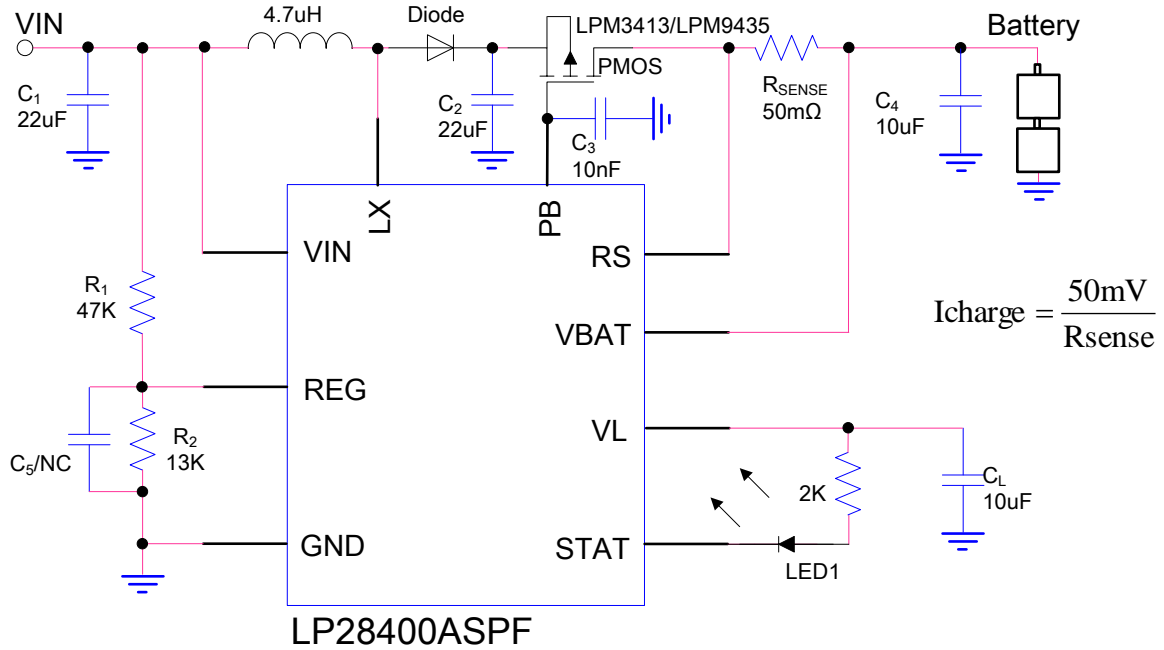 VIN
4.7uH
Diode
LPM3413/LPM9435
PMOS
Battery
C1
22uF
C2
22uF
C3
10nF
RSENSE
50mΩ
C4
10uF
LX
PB
VIN
RS
R1
47K
VBAT
Icharge = 50mV
Rsense
REG
VL
C5/NC
R2
13K
2K
CL
10uF
GND
STAT
LED1
LP28400ASPF